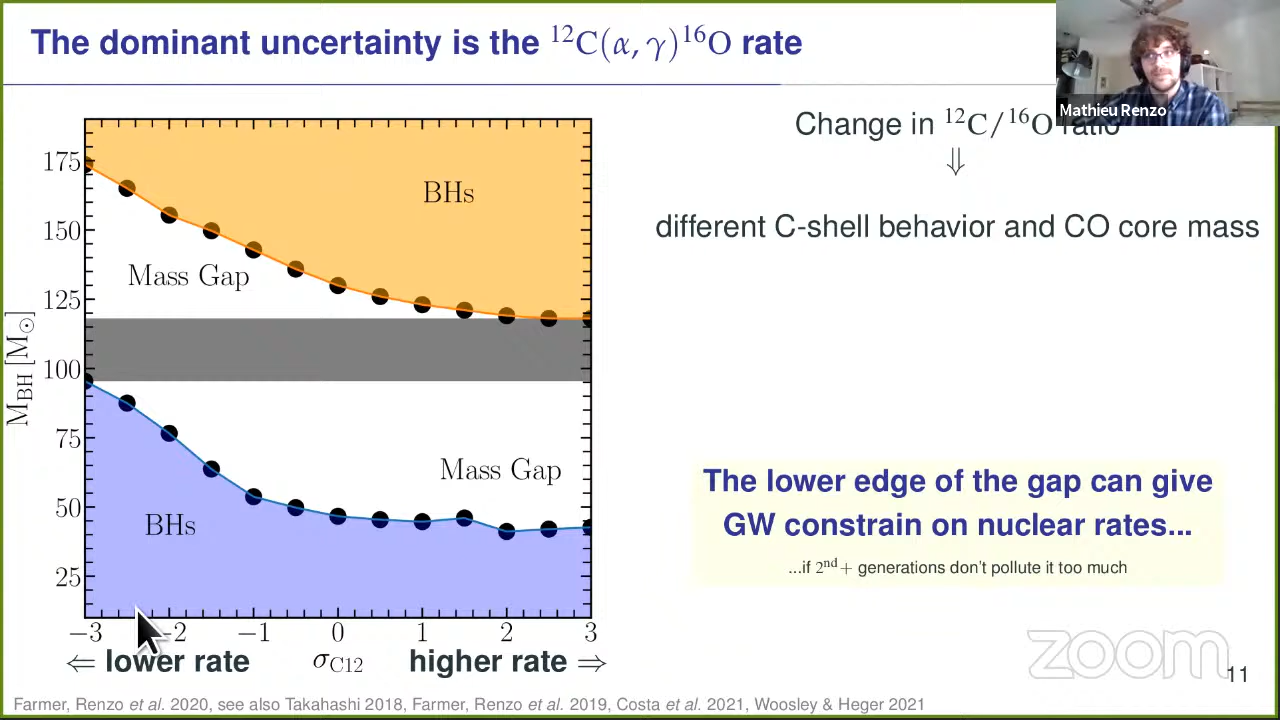 The dominant uncertainty is the ¹²C(α, γ)¹⁶O rate
Mathieu Renzo
Change in ¹²C/¹⁶O ratio
⇓
different C-shell behavior and CO core mass
M_BH [M_⊙]
175
150
125
100
75
50
25
BHs
Mass Gap
Mass Gap
BHs
−3 −2 −1 0 1 2 3
⇐ lower rate σ_C12 higher rate ⇒
The lower edge of the gap can give
GW constrain on nuclear rates...
...if 2ⁿᵈ+ generations don't pollute it too much
zoom
11
Farmer, Renzo et al. 2020, see also Takahashi 2018, Farmer, Renzo et al. 2019, Costa et al. 2021, Woosley & Heger 2021